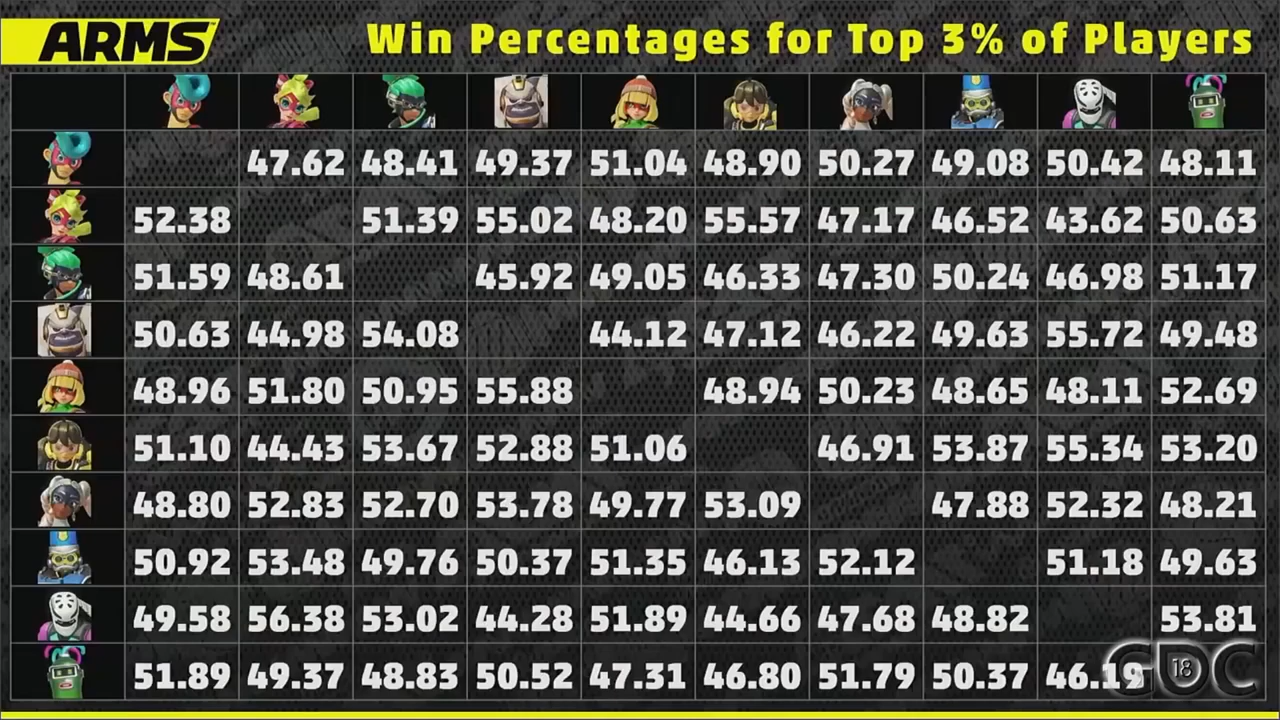 ARMS™ Win Percentages for Top 3% of Players
47.62 48.41 49.37 51.04 48.90 50.27 49.08 50.42 48.11
52.38 51.39 55.02 48.20 55.57 47.17 46.52 43.62 50.63
51.59 48.61 45.92 49.05 46.33 47.30 50.24 46.98 51.17
50.63 44.98 54.08 44.12 47.12 46.22 49.63 55.72 49.48
48.96 51.80 50.95 55.88 48.94 50.23 48.65 48.11 52.69
51.10 44.43 53.67 52.88 51.06 46.91 53.87 55.34 53.20
48.80 52.83 52.70 53.78 49.77 53.09 47.88 52.32 48.21
50.92 53.48 49.76 50.37 51.35 46.13 52.12 51.18 49.63
49.58 56.38 53.02 44.28 51.89 44.66 47.68 48.82 53.81
51.89 49.37 48.83 50.52 47.31 46.80 51.79 50.37 46.19
GDC 18